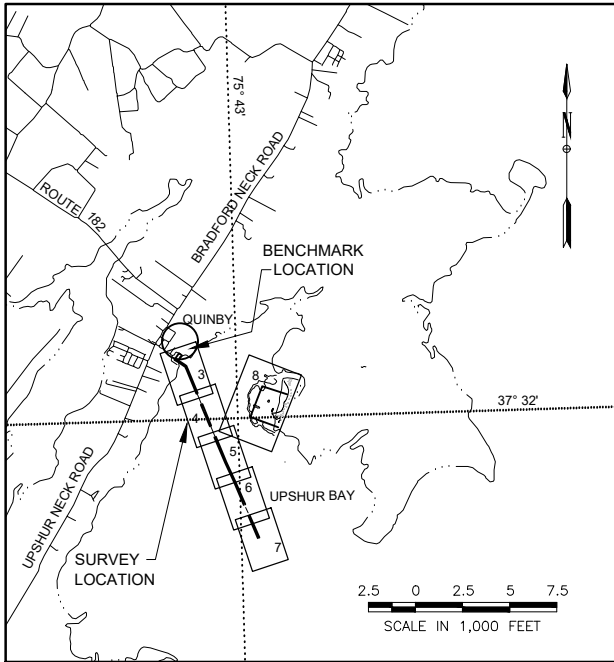 75° 43'
N
ROUTE 182
BRADFORD NECK ROAD
BENCHMARK
LOCATION
QUINBY
3
8
37° 32'
4
5
6
UPSHUR BAY
7
UPSHUR NECK ROAD
SURVEY
LOCATION
2.5 0 2.5 5 7.5
SCALE IN 1,000 FEET